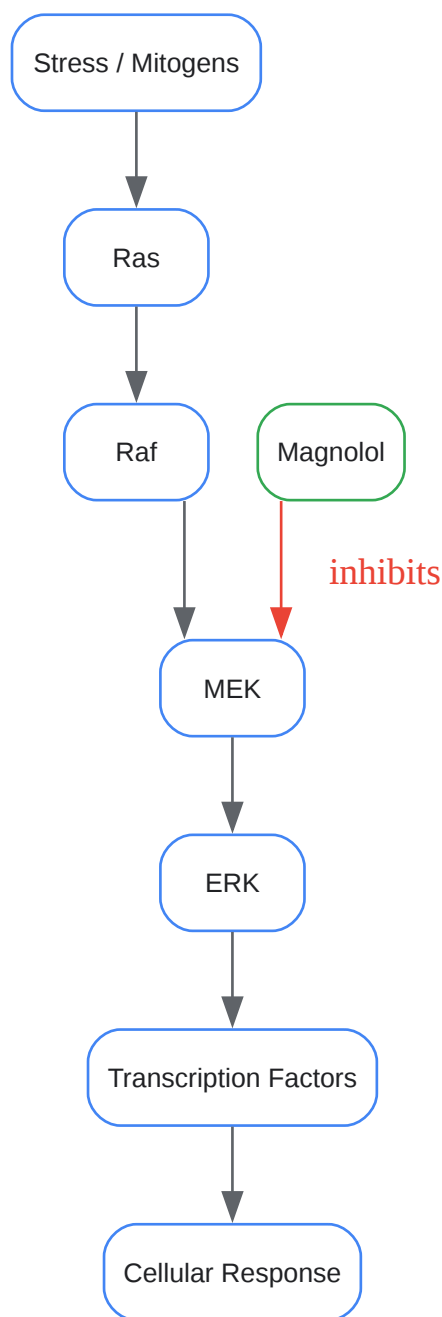 Stress / Mitogens
Ras
Raf
Magnolol
inhibits
MEK
ERK
Transcription Factors
Cellular Response